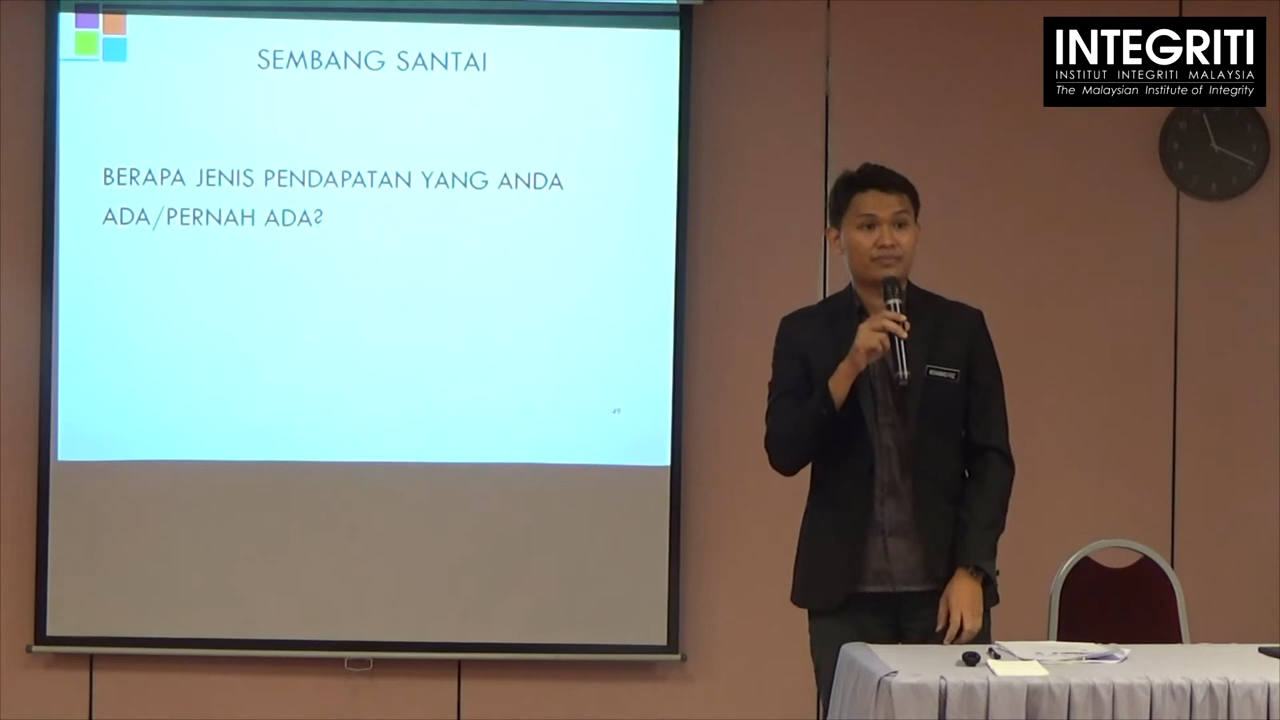 SEMBANG SANTAI
BERAPA JENIS PENDAPATAN YANG ANDA
ADA/PERNAH ADA?
49
INTEGRITI
INSTITUT INTEGRITI MALAYSIA
The Malaysian Institute of Integrity